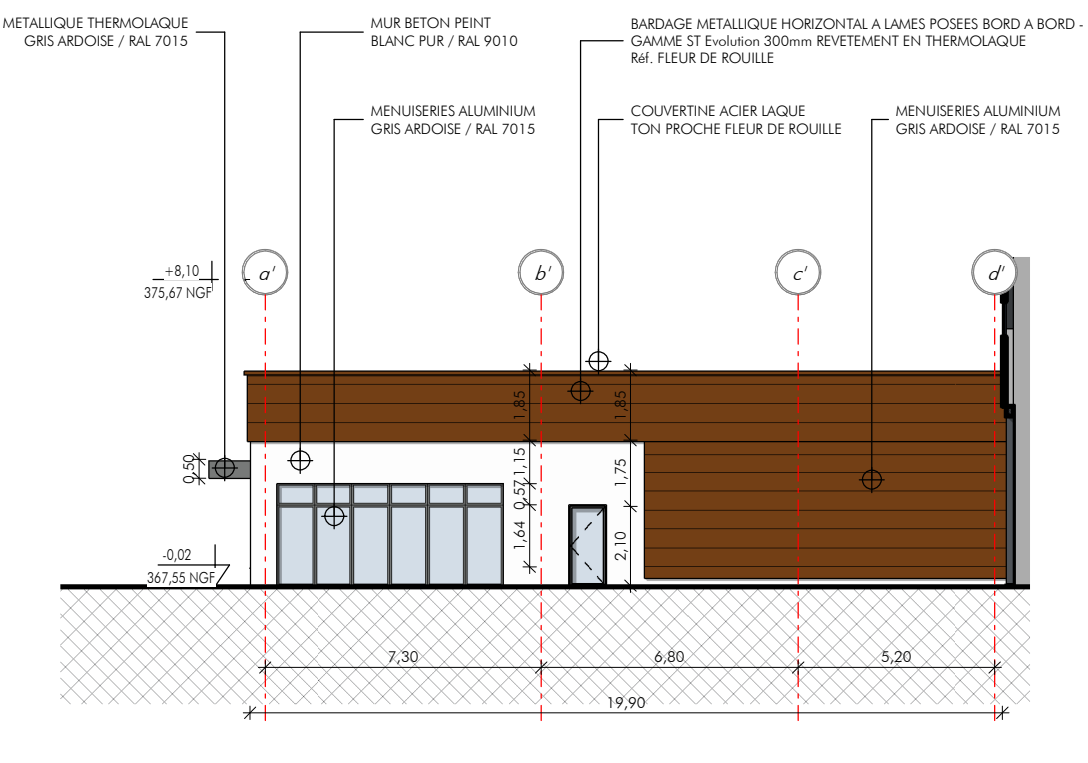 METALLIQUE THERMOLAQUE
GRIS ARDOISE / RAL 7015
MUR BETON PEINT
BLANC PUR / RAL 9010
BARDAGE METALLIQUE HORIZONTAL A LAMES POSEES BORD A BORD -
GAMME ST Evolution 300mm REVETEMENT EN THERMOLAQUE
Réf. FLEUR DE ROUILLE
MENUISERIES ALUMINIUM
GRIS ARDOISE / RAL 7015
COUVERTINE ACIER LAQUE
TON PROCHE FLEUR DE ROUILLE
MENUISERIES ALUMINIUM
GRIS ARDOISE / RAL 7015
a'
b'
c'
d'
+8,10
375,67 NGF
1,85
1,85
0,50
1,15
1,75
0,57
1,64
2,10
-0,02
367,55 NGF
7,30
6,80
5,20
19,90